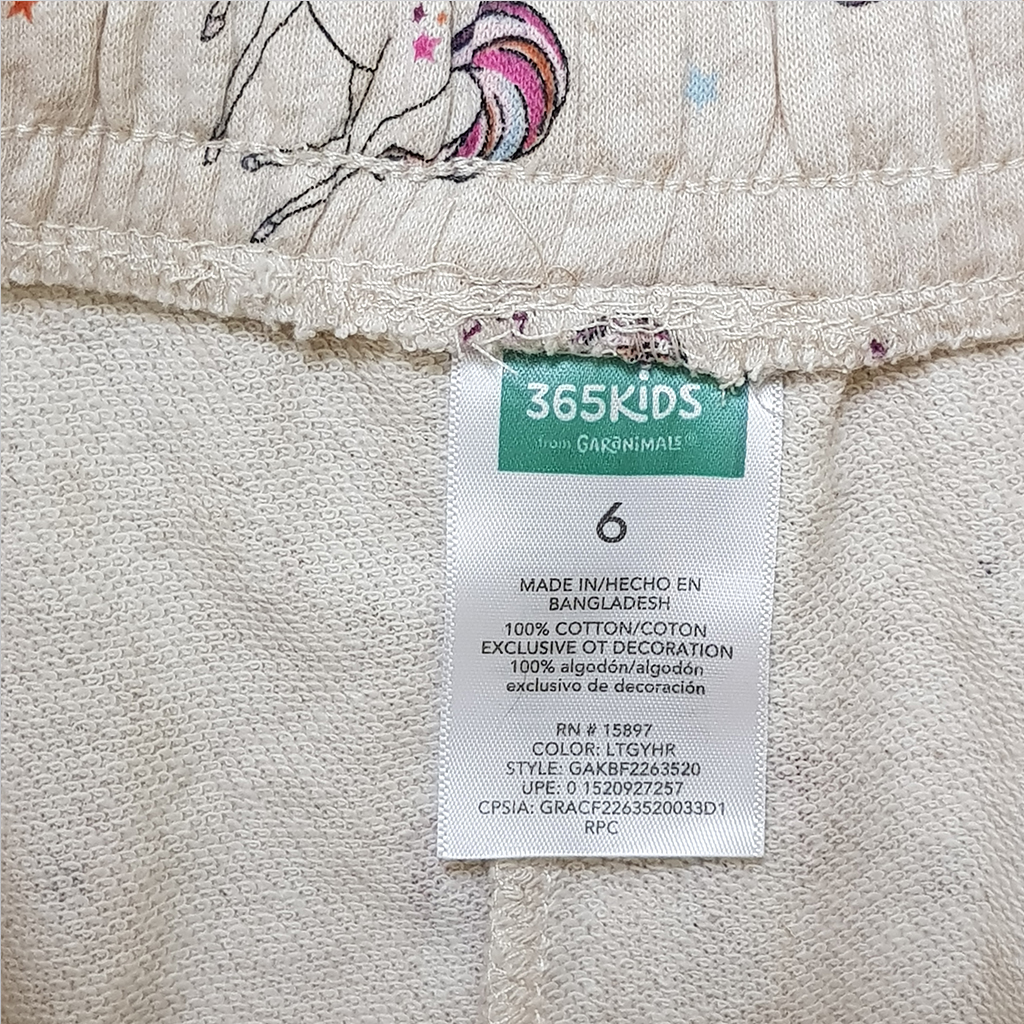 365KiDS
from GARANIMALS®
6
MADE IN/HECHO EN
BANGLADESH
100% COTTON/COTON
EXCLUSIVE OT DECORATION
100% algodón/algodón
exclusivo de decoración
RN # 15897
COLOR: LTGYHR
STYLE: GAKBF2263520
UPE: 0 1520927257
CPSIA: GRACF2263520033D1
RPC